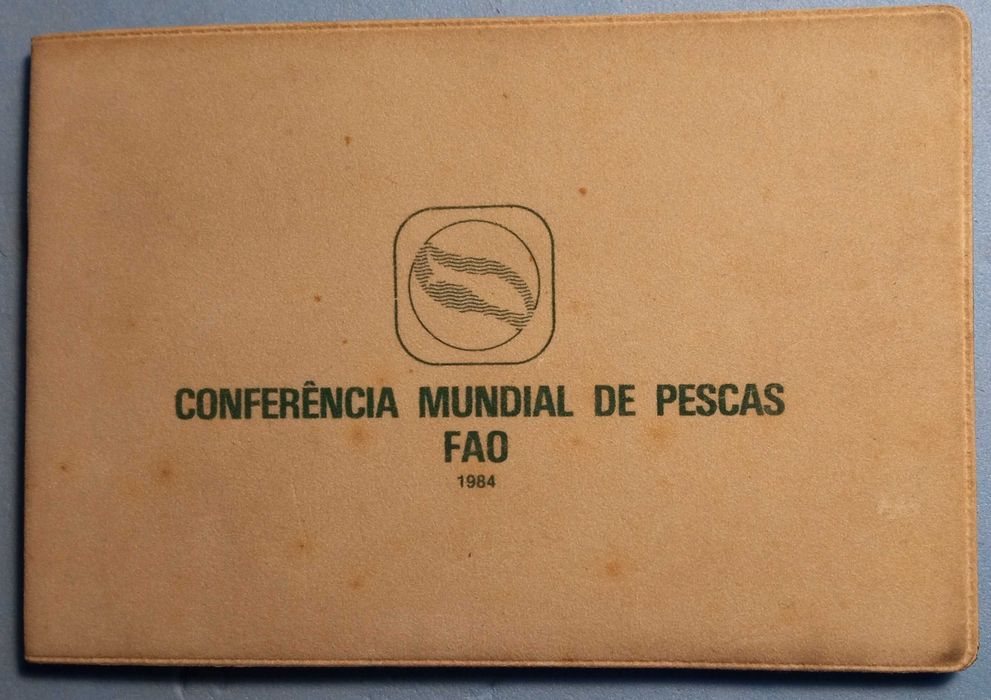 CONFERÊNCIA MUNDIAL DE PESCAS
FAO
1984